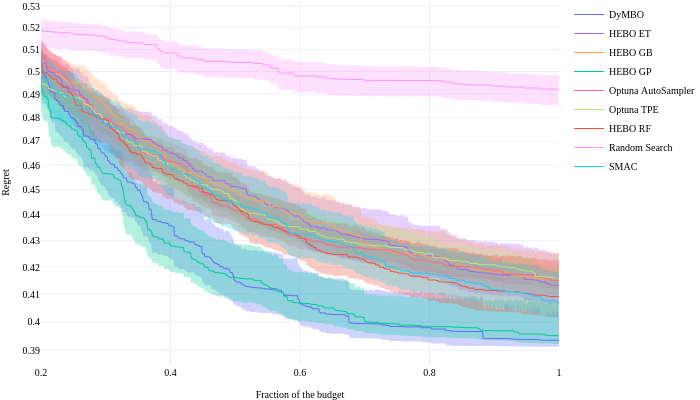 0.53
0.52
0.51
0.5
0.49
0.48
0.47
0.46
0.45
0.44
0.43
0.42
0.41
0.4
0.39
Regret
0.2
0.4
0.6
0.8
1
Fraction of the budget
DyMBO
HEBO ET
HEBO GB
HEBO GP
Optuna AutoSampler
Optuna TPE
HEBO RF
Random Search
SMAC